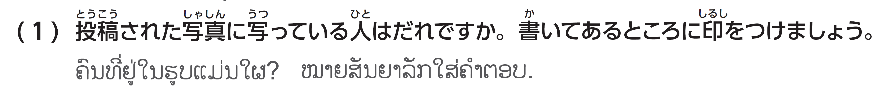 (1) 投稿された写真に写っている人はだれですか。書いてあるところに印をつけましょう。
ຄົນທີ່ຢູ່ໃນຮູບແມ່ນໃຜ? ໝາຍສັນຍາລັກໃສ່ຄຳຕອບ.